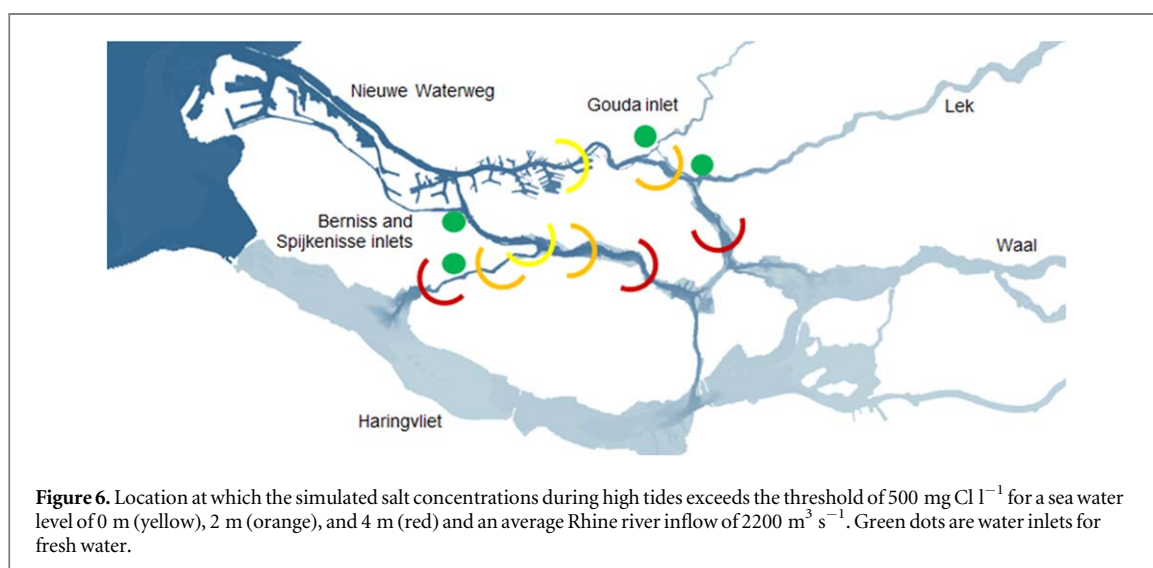 Nieuwe Waterweg
Gouda inlet
Lek
Berniss and
Spijkenisse inlets
Waal
Haringvliet
Figure 6. Location at which the simulated salt concentrations during high tides exceeds the threshold of 500 mg Cl l⁻¹ for a sea water
level of 0 m (yellow), 2 m (orange), and 4 m (red) and an average Rhine river inflow of 2200 m³ s⁻¹. Green dots are water inlets for
fresh water.